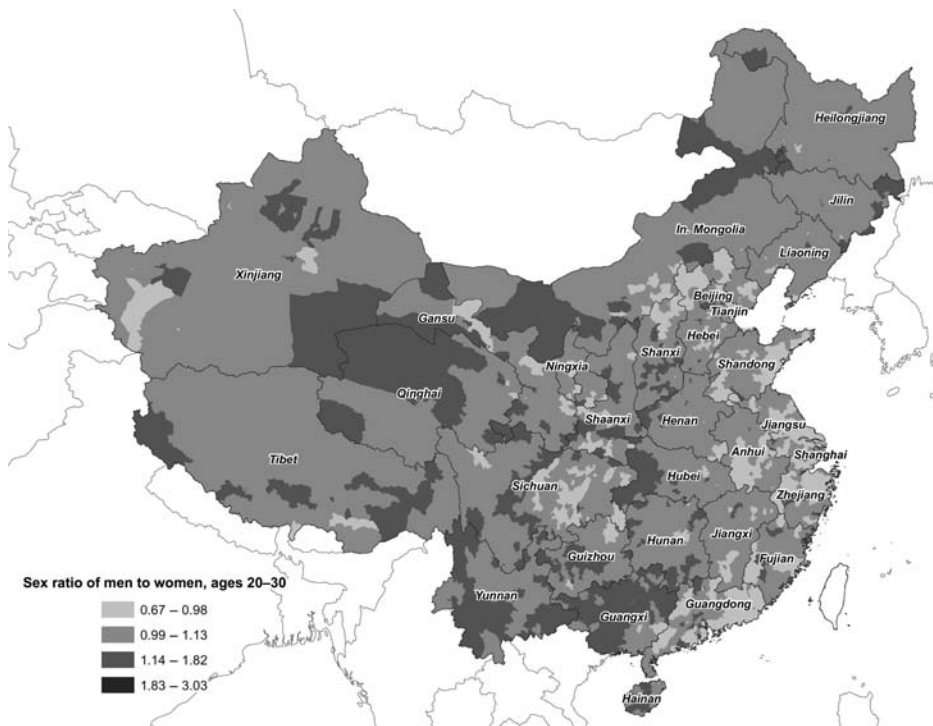 Heilongjiang
Jilin
In. Mongolia
Liaoning
Xinjiang
Beijing
Tianjin
Gansu
Hebei
Ningxia
Shanxi
Shandong
Qinghai
Shaanxi
Henan
Jiangsu
Anhui
Shanghai
Tibet
Sichuan
Hubei
Zhejiang
Guizhou
Hunan
Jiangxi
Fujian
Sex ratio of men to women, ages 20–30
0.67 – 0.98
0.99 – 1.13
1.14 – 1.82
1.83 – 3.03
Yunnan
Guangxi
Guangdong
Hainan